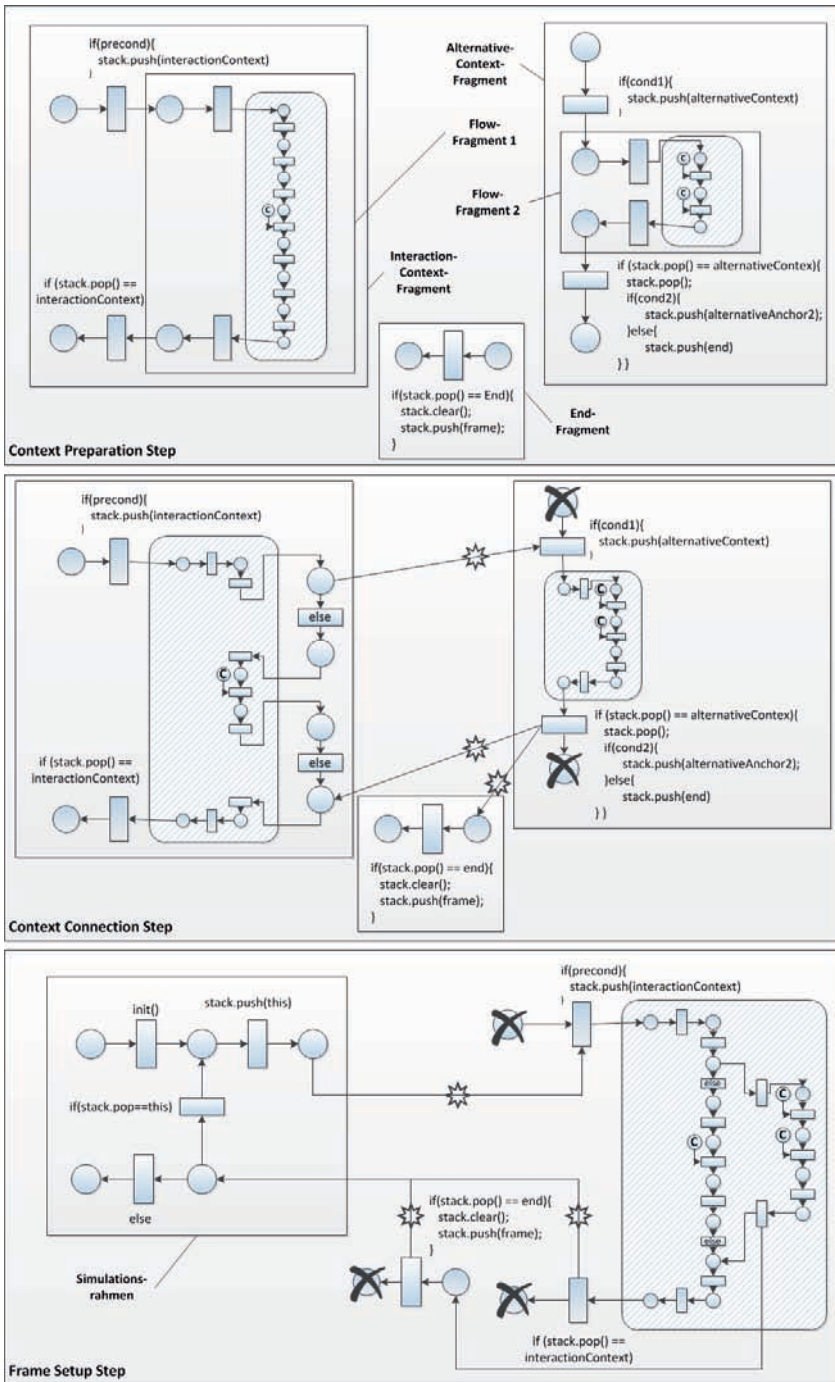 if(precond){
stack.push(interactionContext)
}
Alternative-
Context-
Fragment
if(cond1){
stack.push(alternativeContext)
}
Flow-
Fragment 1
C
C
C
Flow-
Fragment 2
Interaction-
Context-
Fragment
if (stack.pop() ==
interactionContext)
if (stack.pop() == alternativeContex){
stack.pop();
if(cond2){
stack.push(alternativeAnchor2);
}else{
stack.push(end)
} }
if(stack.pop() == End){
stack.clear();
stack.push(frame);
}
End-
Fragment
Context Preparation Step
if(precond){
stack.push(interactionContext)
}
if(cond1){
stack.push(alternativeContext)
}
else
C
C
C
if (stack.pop() ==
interactionContext)
else
if (stack.pop() == alternativeContex){
stack.pop();
if(cond2){
stack.push(alternativeAnchor2);
}else{
stack.push(end)
} }
if(stack.pop() == end){
stack.clear();
stack.push(frame);
}
Context Connection Step
if(precond){
stack.push(interactionContext)
}
init()
stack.push(this)
else
C
C
C
if(stack.pop==this)
else
else
if(stack.pop() == end){
stack.clear();
stack.push(frame);
}
Simulations-
rahmen
if (stack.pop() ==
interactionContext)
Frame Setup Step